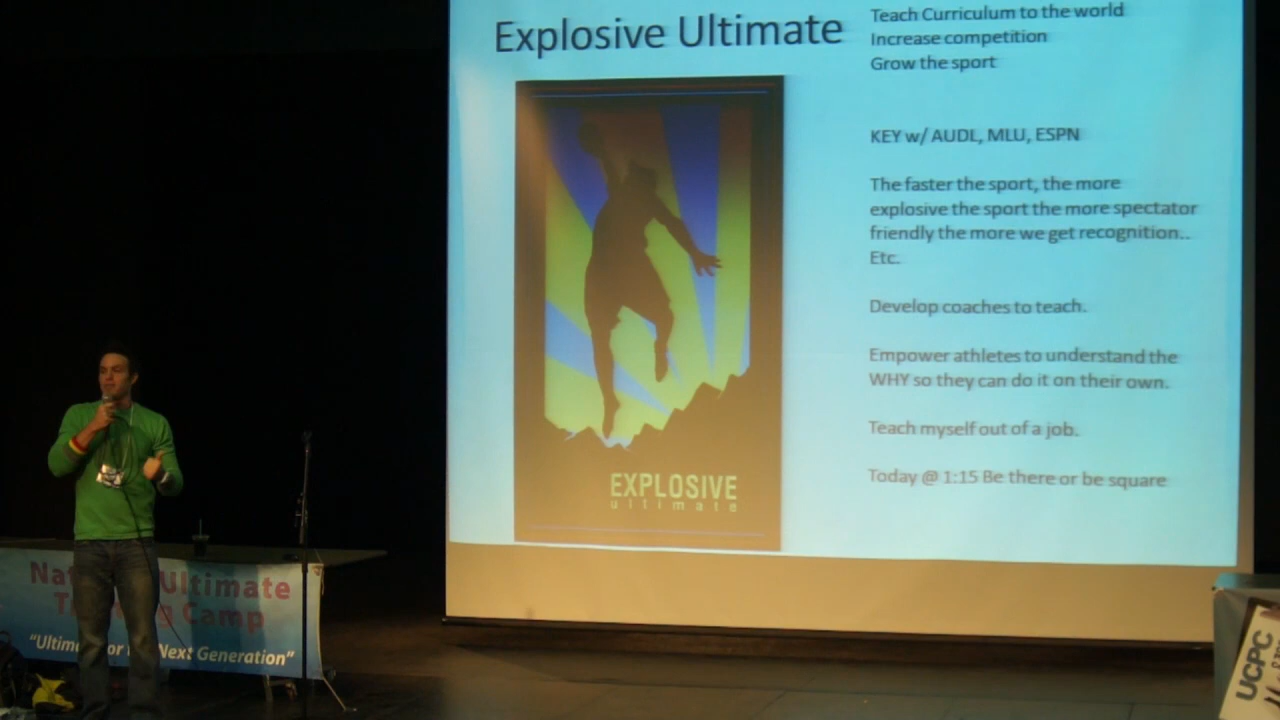 Explosive Ultimate
Teach Curriculum to the world
Increase competition
Grow the sport
KEY w/ AUDL, MLU, ESPN
The faster the sport, the more
explosive the sport the more spectator
friendly the more we get recognition..
Etc.
Develop coaches to teach.
Empower athletes to understand the
WHY so they can do it on their own.
Teach myself out of a job.
Today @ 1:15 Be there or be square
EXPLOSIVE
ultimate
Ultimate
Camp
Next Generation"
UCPC